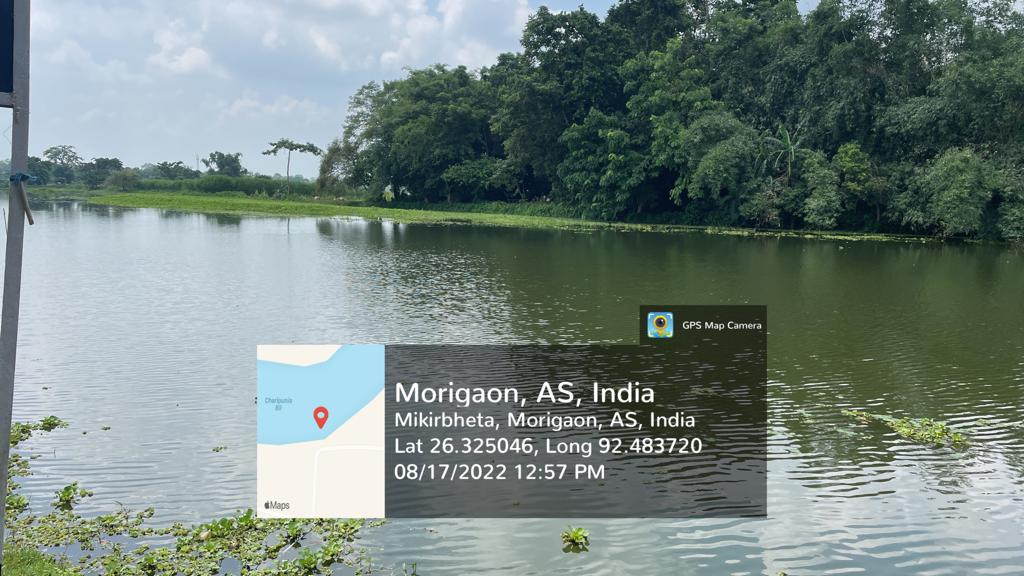 GPS Map Camera
Charipunia
Bil
Maps
Morigaon, AS, India
Mikirbheta, Morigaon, AS, India
Lat 26.325046, Long 92.483720
08/17/2022 12:57 PM